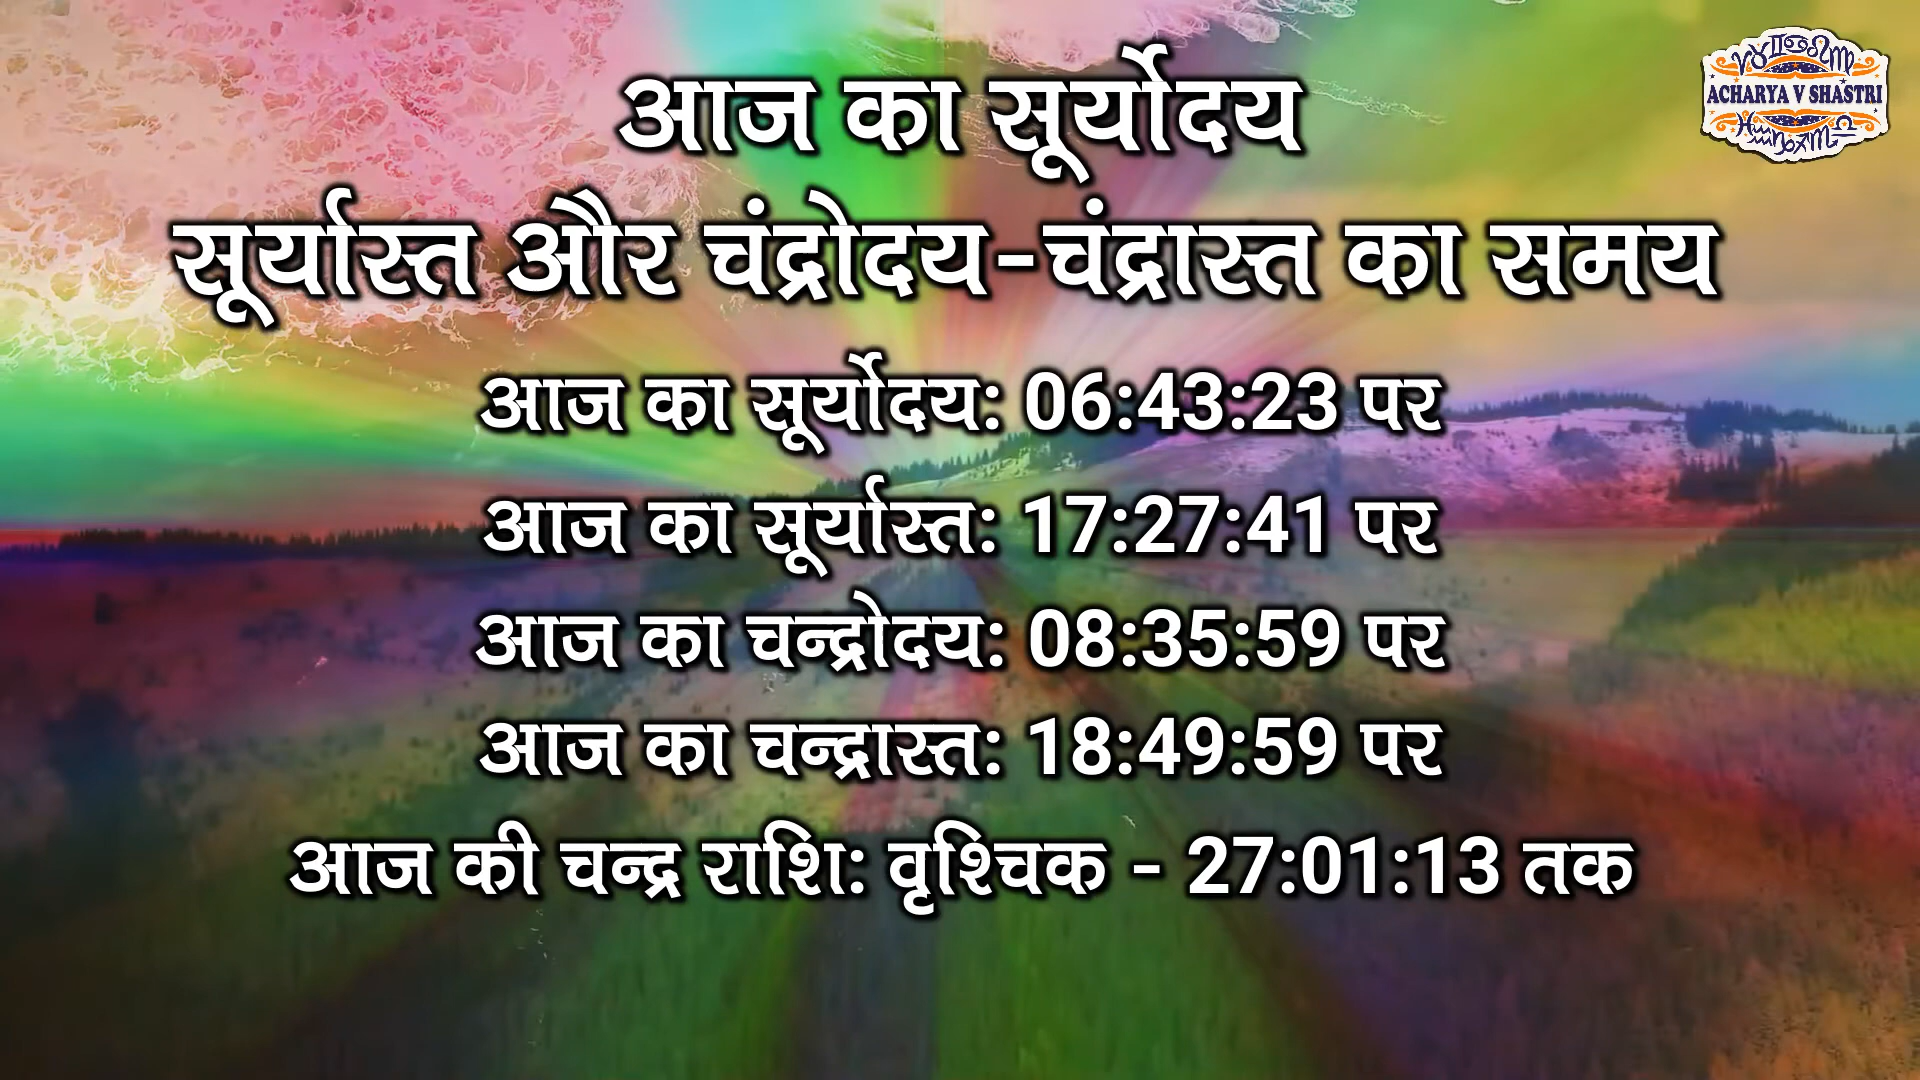 आज का सूर्योदय
सूर्यास्त और चंद्रोदय-चंद्रास्त का समय
आज का सूर्योदय: 06:43:23 पर
आज का सूर्यास्त: 17:27:41 पर
आज का चन्द्रोदय: 08:35:59 पर
आज का चन्द्रास्त: 18:49:59 पर
आज की चन्द्र राशि: वृश्चिक - 27:01:13 तक
ACHARYA V SHASTRI